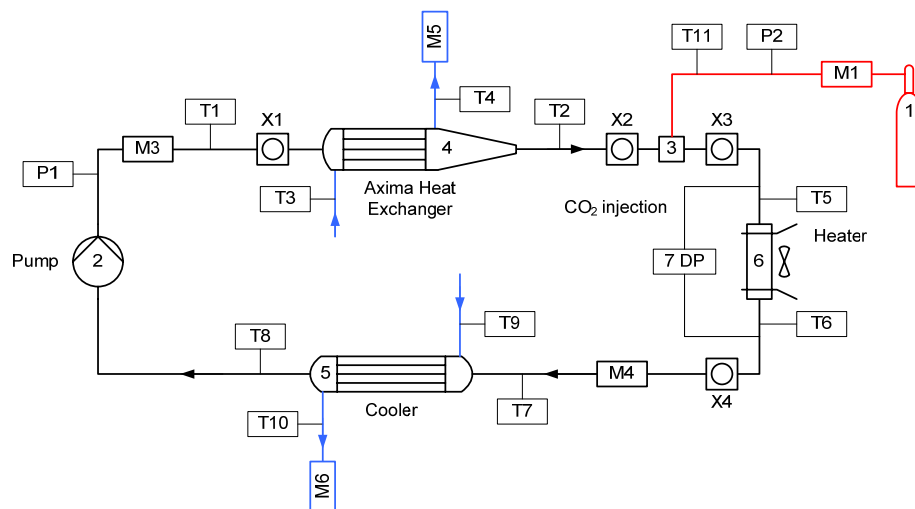 M5
T11
P2
M1
1
T1
T4
T2
X1
X2
X3
M3
4
3
P1
T3
Axima Heat
Exchanger
CO₂ injection
T5
Pump
2
7 DP
6
Heater
T8
T9
T6
5
M4
Cooler
T7
X4
T10
M6